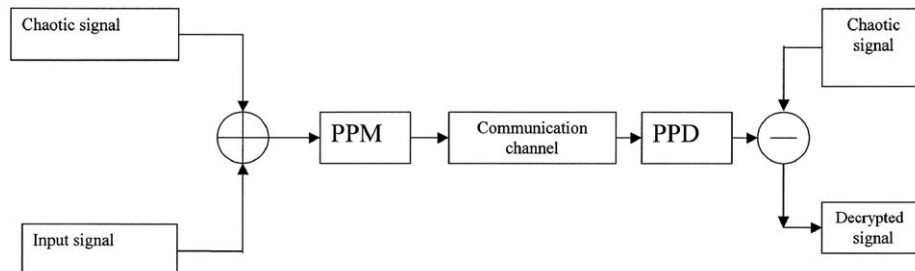 Chaotic signal
Chaotic
signal
PPM
Communication
channel
PPD
Input signal
Decrypted
signal